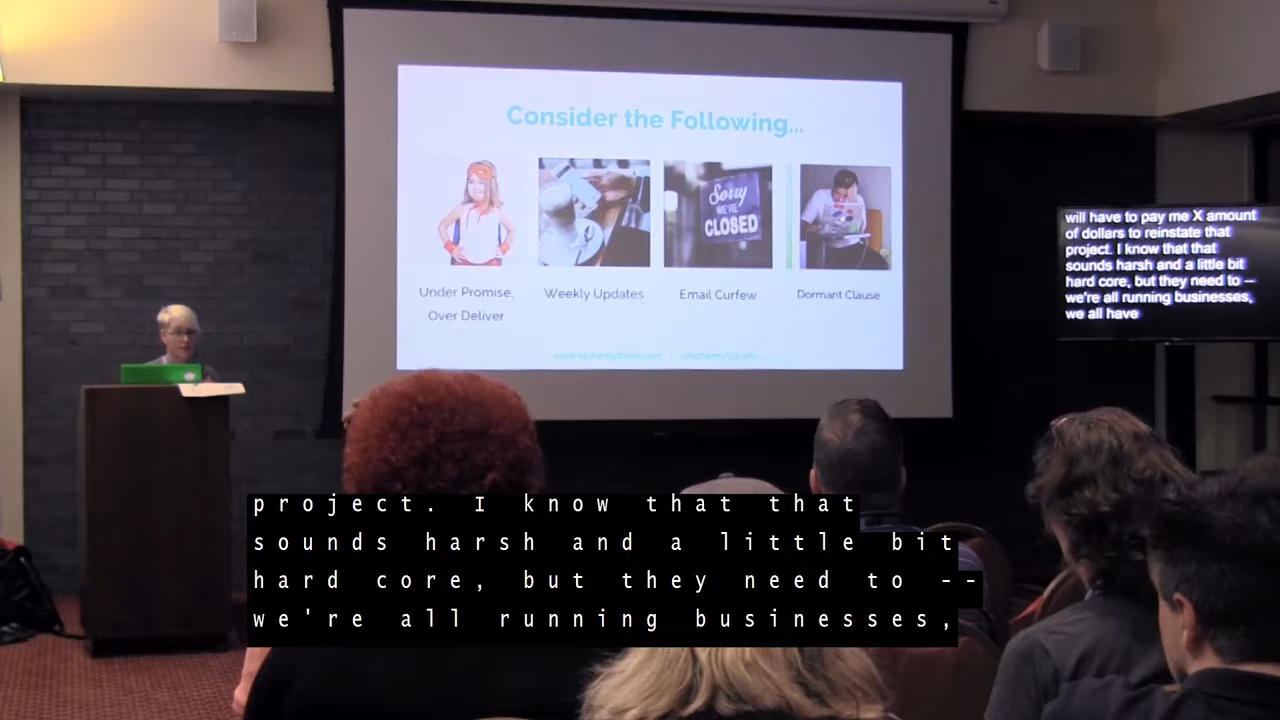 Consider the Following...
Sorry
WE'RE
CLOSED
Under Promise,
Over Deliver
Weekly Updates
Email Curfew
Dormant Clause
will have to pay me X amount
of dollars to reinstate that
project. I know that that
sounds harsh and a little bit
hard core, but they need to --
we're all running businesses,
we all have
project. I know that that
sounds harsh and a little bit
hard core, but they need to --
we're all running businesses,